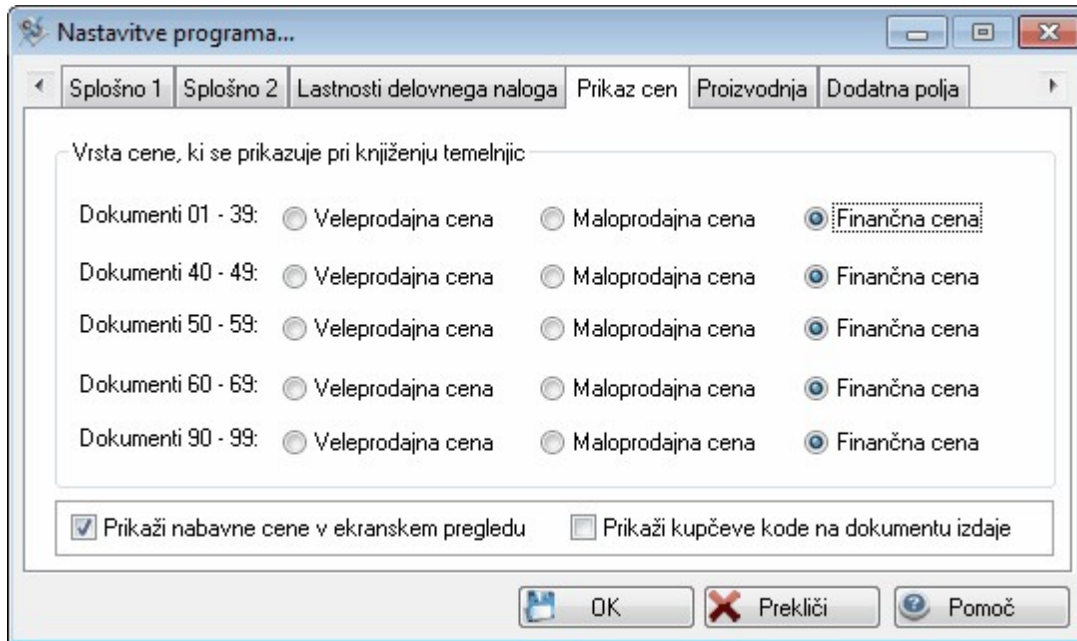 Nastavitve programa...
Splošno 1 Splošno 2 Lastnosti delovnega naloga Prikaz cen Proizvodnja Dodatna polja
Vrsta cene, ki se prikazuje pri knjiženju temelnjic
Dokumenti 01 - 39: Veleprodajna cena Maloprodajna cena Finančna cena
Dokumenti 40 - 49: Veleprodajna cena Maloprodajna cena Finančna cena
Dokumenti 50 - 59: Veleprodajna cena Maloprodajna cena Finančna cena
Dokumenti 60 - 69: Veleprodajna cena Maloprodajna cena Finančna cena
Dokumenti 90 - 99: Veleprodajna cena Maloprodajna cena Finančna cena
Prikaži nabavne cene v ekranskem pregledu Prikaži kupčeve kode na dokumentu izdaje
OK Prekliči Pomoč